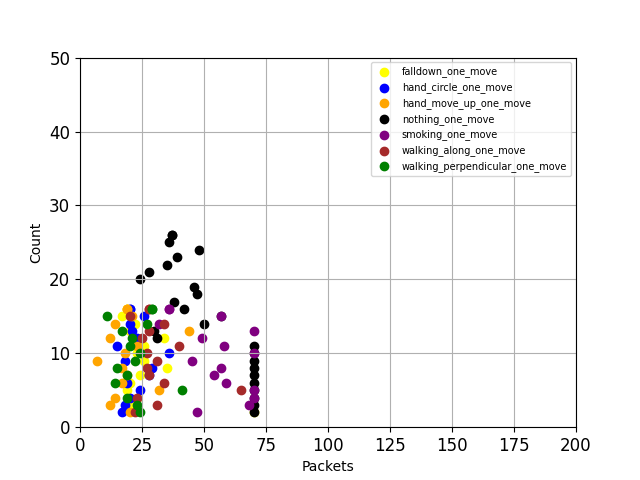 50
40
30
20
10
0
Count
0 25 50 75 100 125 150 175 200
Packets
falldown_one_move
hand_circle_one_move
hand_move_up_one_move
nothing_one_move
smoking_one_move
walking_along_one_move
walking_perpendicular_one_move